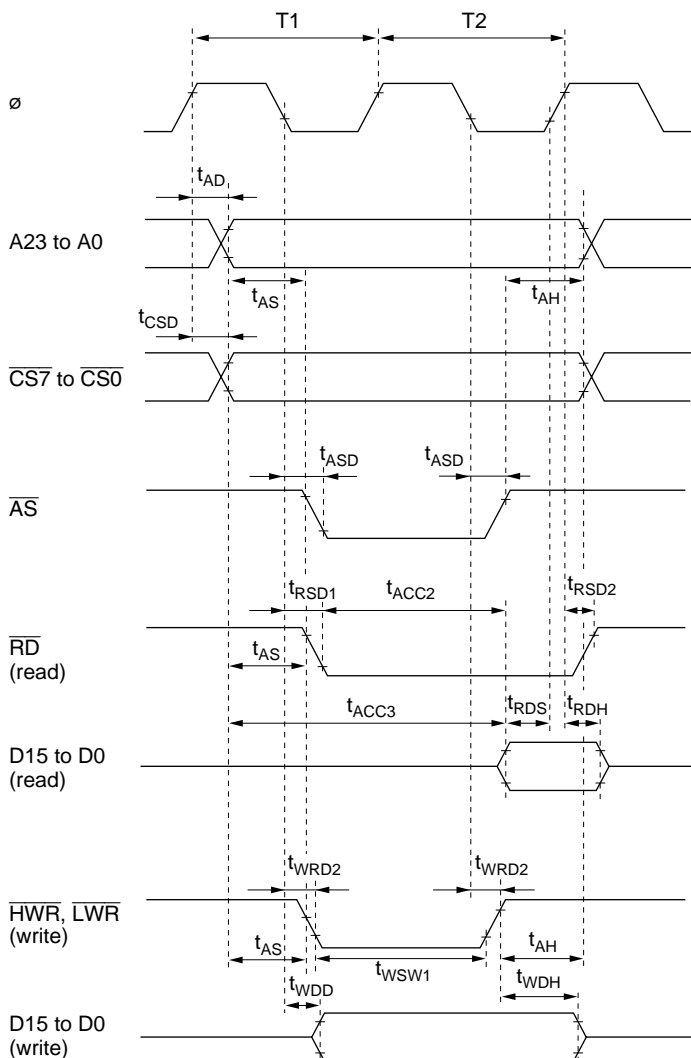 T1 T2
ø
tAD
A23 to A0
tAS tAH
tCSD
CS7 to CS0
tASD tASD
AS
tRSD1 tACC2 tRSD2
RD
(read)
tAS
tACC3 tRDS tRDH
D15 to D0
(read)
tWRD2 tWRD2
HWR, LWR
(write)
tAS tWSW1 tAH
tWDD tWDH
D15 to D0
(write)